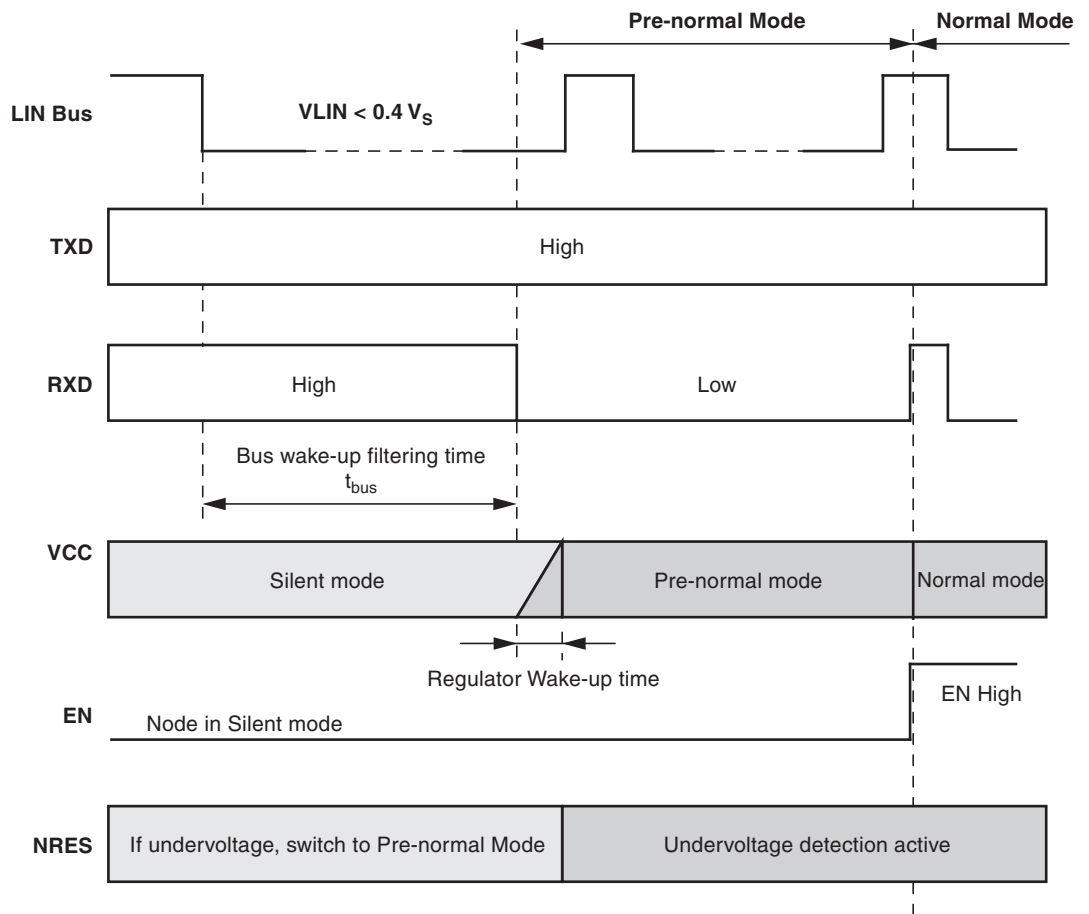 Pre-normal Mode
Normal Mode
LIN Bus
VLIN < 0.4 VS
TXD
High
RXD
High
Low
Bus wake-up filtering time
tbus
VCC
Silent mode
Pre-normal mode
Normal mode
Regulator Wake-up time
EN
Node in Silent mode
EN High
NRES
If undervoltage, switch to Pre-normal Mode
Undervoltage detection active